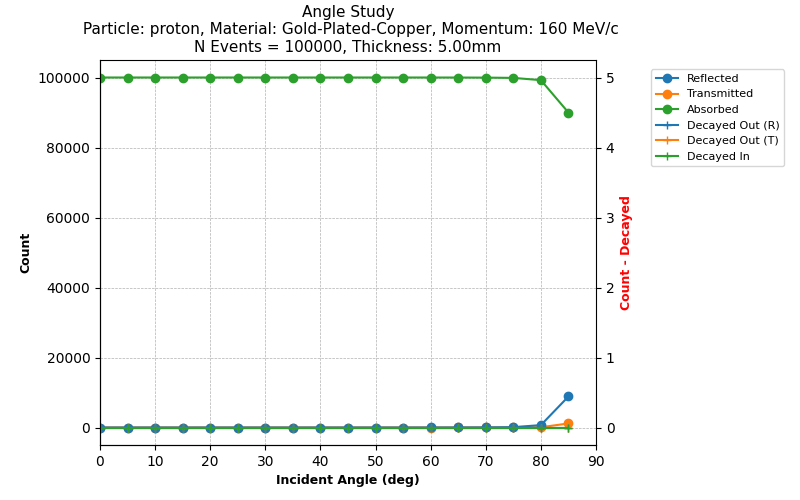 Angle Study
Particle: proton, Material: Gold-Plated-Copper, Momentum: 160 MeV/c
N Events = 100000, Thickness: 5.00mm
100000
80000
60000
40000
20000
0
Count
0 10 20 30 40 50 60 70 80 90
Incident Angle (deg)
5
4
3
2
1
0
Count - Decayed
Reflected
Transmitted
Absorbed
Decayed Out (R)
Decayed Out (T)
Decayed In